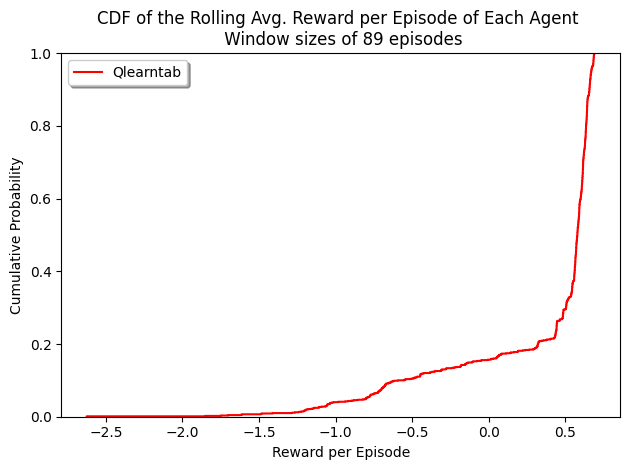 CDF of the Rolling Avg. Reward per Episode of Each Agent
Window sizes of 89 episodes
Qlearntab
1.0
0.8
0.6
0.4
0.2
0.0
Cumulative Probability
−2.5 −2.0 −1.5 −1.0 −0.5 0.0 0.5
Reward per Episode